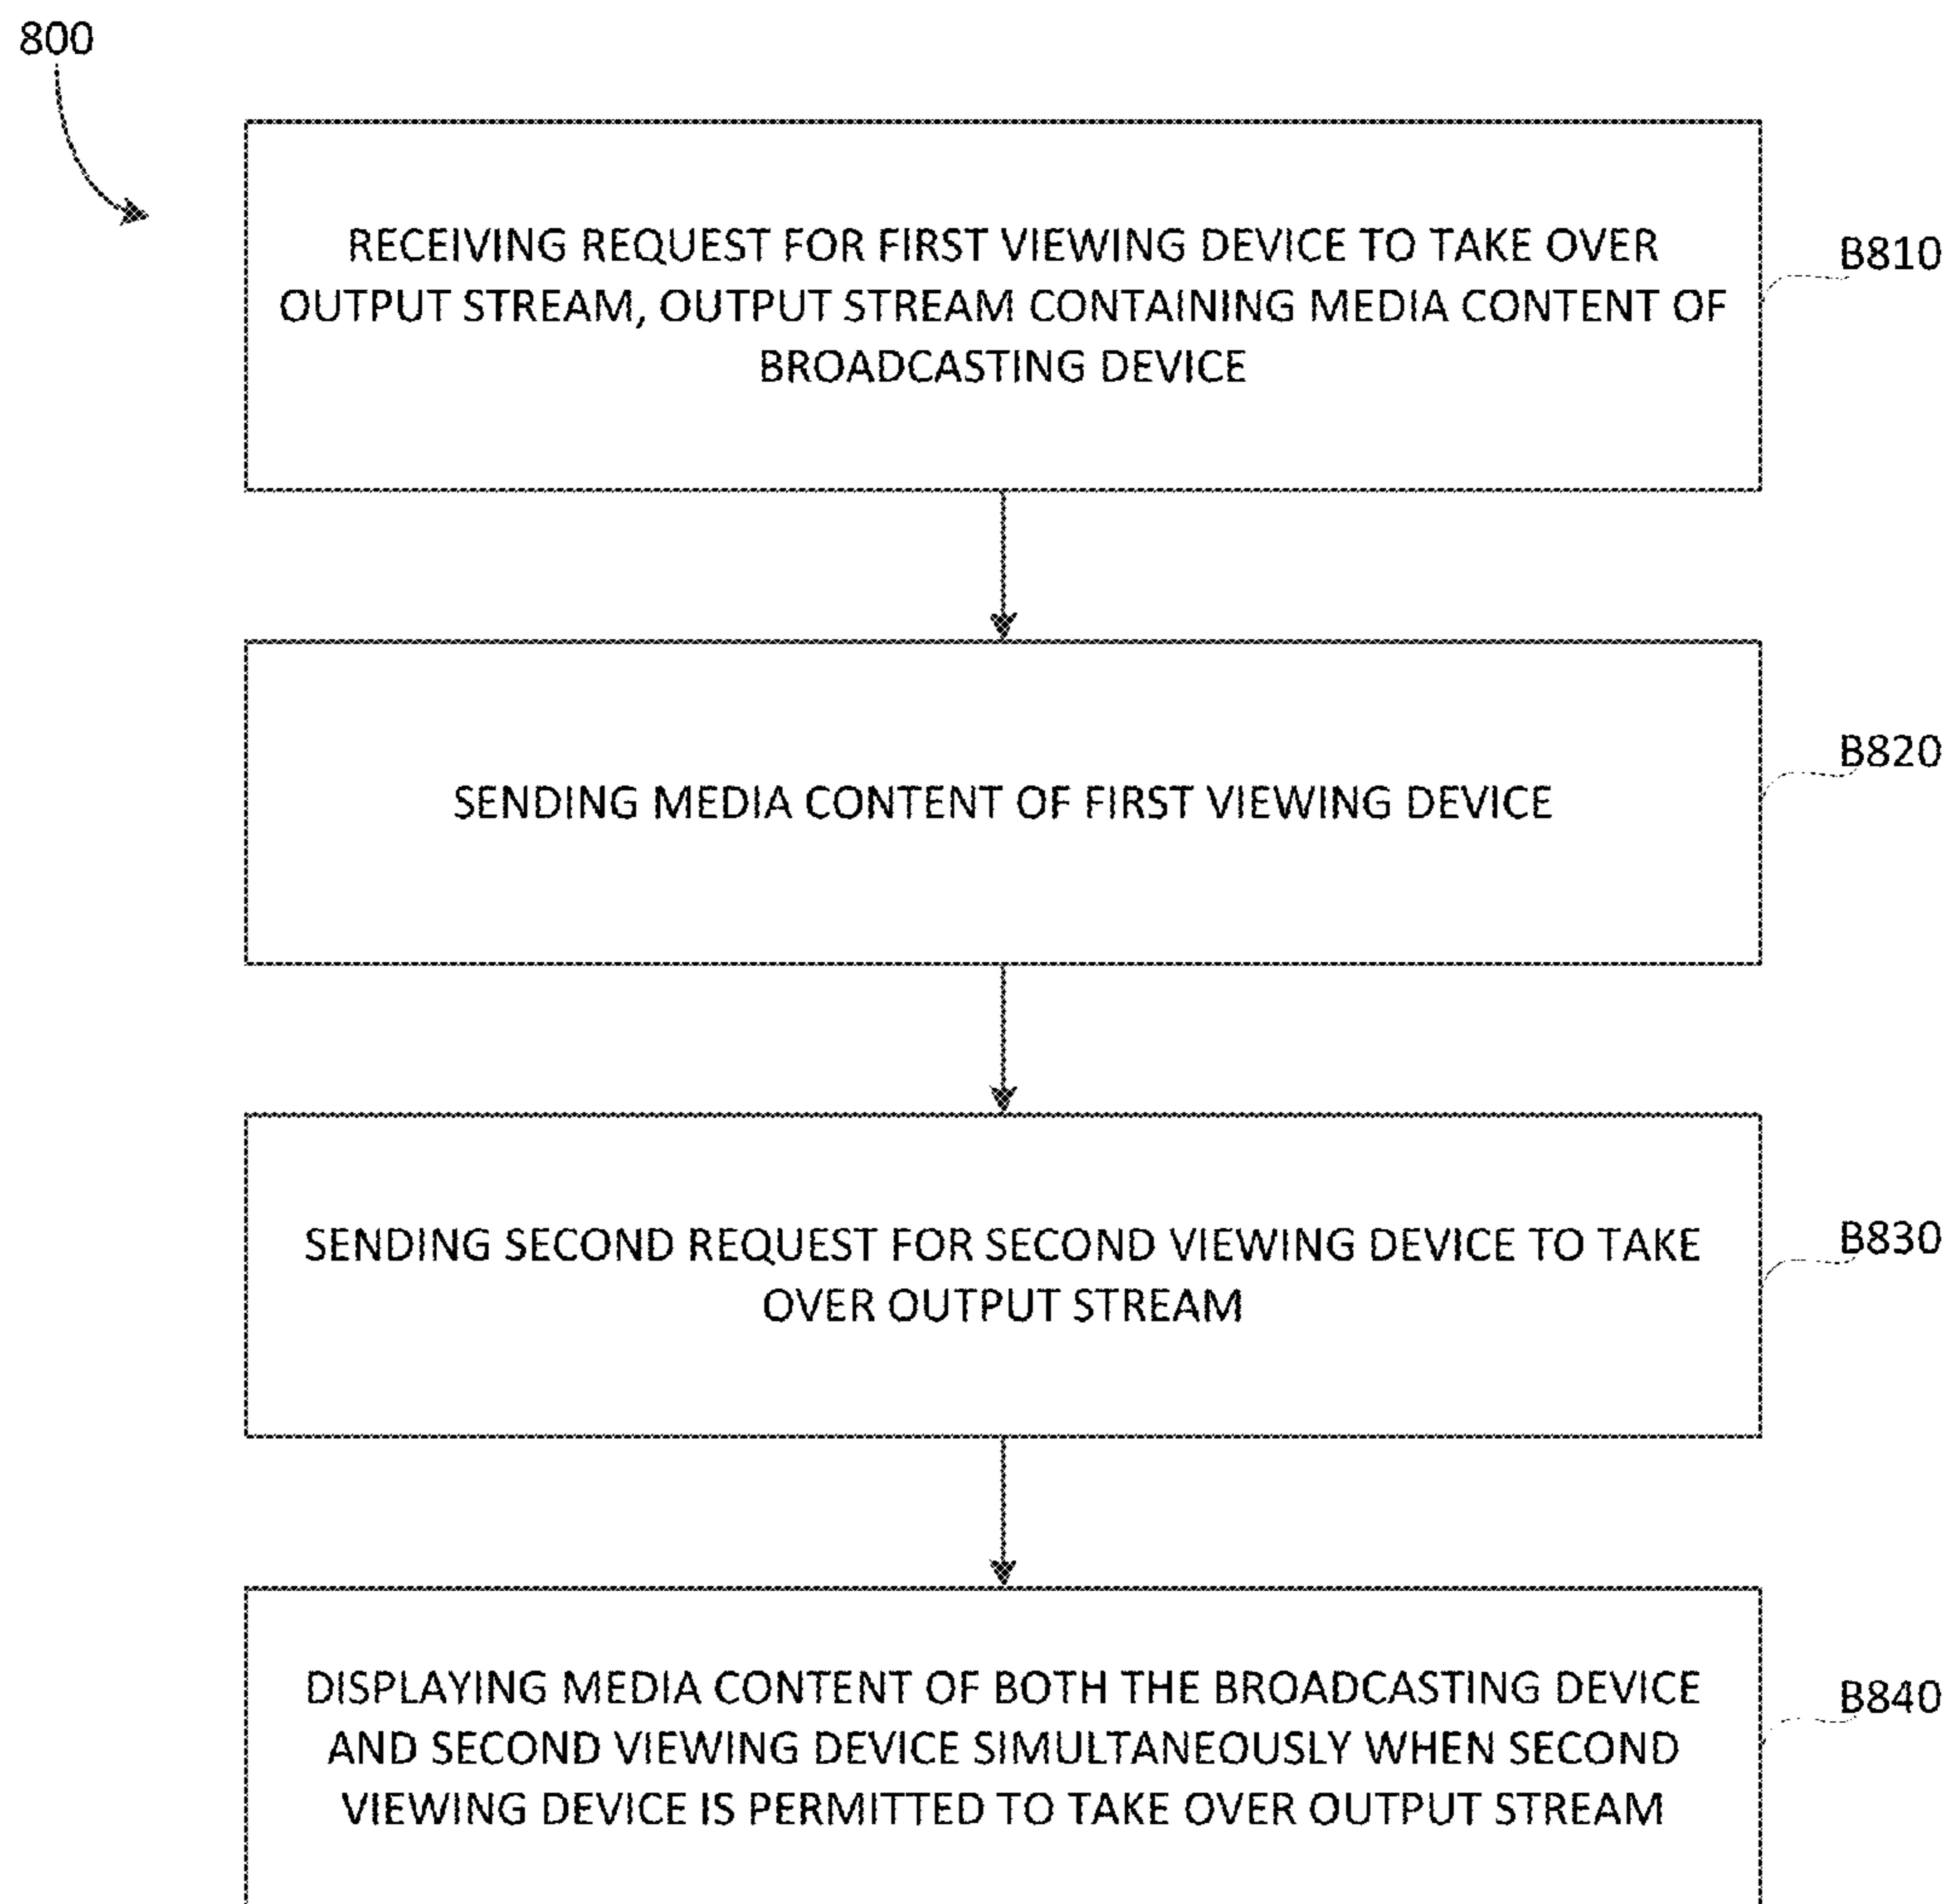 800
RECEIVING REQUEST FOR FIRST VIEWING DEVICE TO TAKE OVER
OUTPUT STREAM, OUTPUT STREAM CONTAINING MEDIA CONTENT OF
BROADCASTING DEVICE
B810
SENDING MEDIA CONTENT OF FIRST VIEWING DEVICE
B820
SENDING SECOND REQUEST FOR SECOND VIEWING DEVICE TO TAKE
OVER OUTPUT STREAM
B830
DISPLAYING MEDIA CONTENT OF BOTH THE BROADCASTING DEVICE
AND SECOND VIEWING DEVICE SIMULTANEOUSLY WHEN SECOND
VIEWING DEVICE IS PERMITTED TO TAKE OVER OUTPUT STREAM
B840